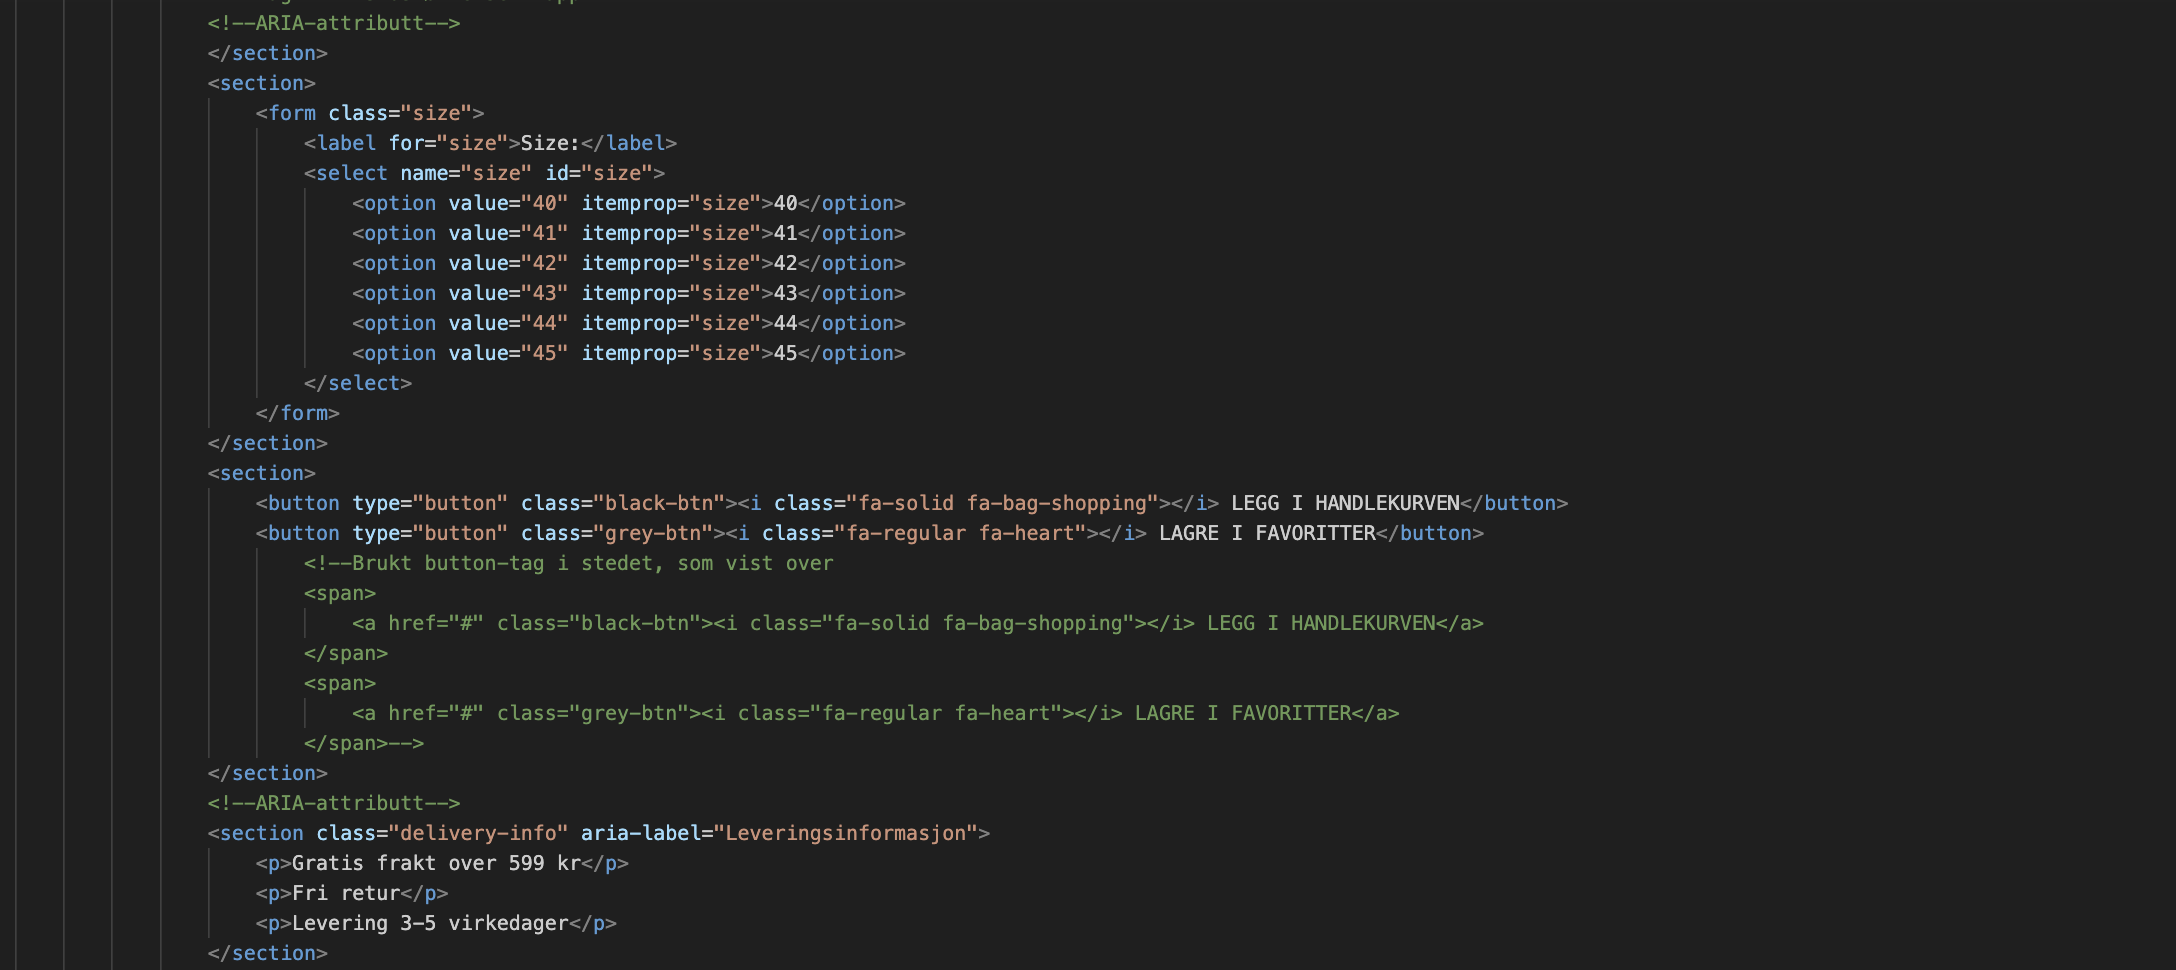 <!--ARIA-attributt-->
</section>
<section>
<form class="size">
<label for="size">Size:</label>
<select name="size" id="size">
<option value="40" itemprop="size">40</option>
<option value="41" itemprop="size">41</option>
<option value="42" itemprop="size">42</option>
<option value="43" itemprop="size">43</option>
<option value="44" itemprop="size">44</option>
<option value="45" itemprop="size">45</option>
</select>
</form>
</section>
<section>
<button type="button" class="black-btn"><i class="fa-solid fa-bag-shopping"></i> LEGG I HANDLEKURVEN</button>
<button type="button" class="grey-btn"><i class="fa-regular fa-heart"></i> LAGRE I FAVORITTER</button>
<!--Brukt button-tag i stedet, som vist over
<span>
<a href="#" class="black-btn"><i class="fa-solid fa-bag-shopping"></i> LEGG I HANDLEKURVEN</a>
</span>
<span>
<a href="#" class="grey-btn"><i class="fa-regular fa-heart"></i> LAGRE I FAVORITTER</a>
</span>-->
</section>
<!--ARIA-attributt-->
<section class="delivery-info" aria-label="Leveringsinformasjon">
<p>Gratis frakt over 599 kr</p>
<p>Fri retur</p>
<p>Levering 3-5 virkedager</p>
</section>